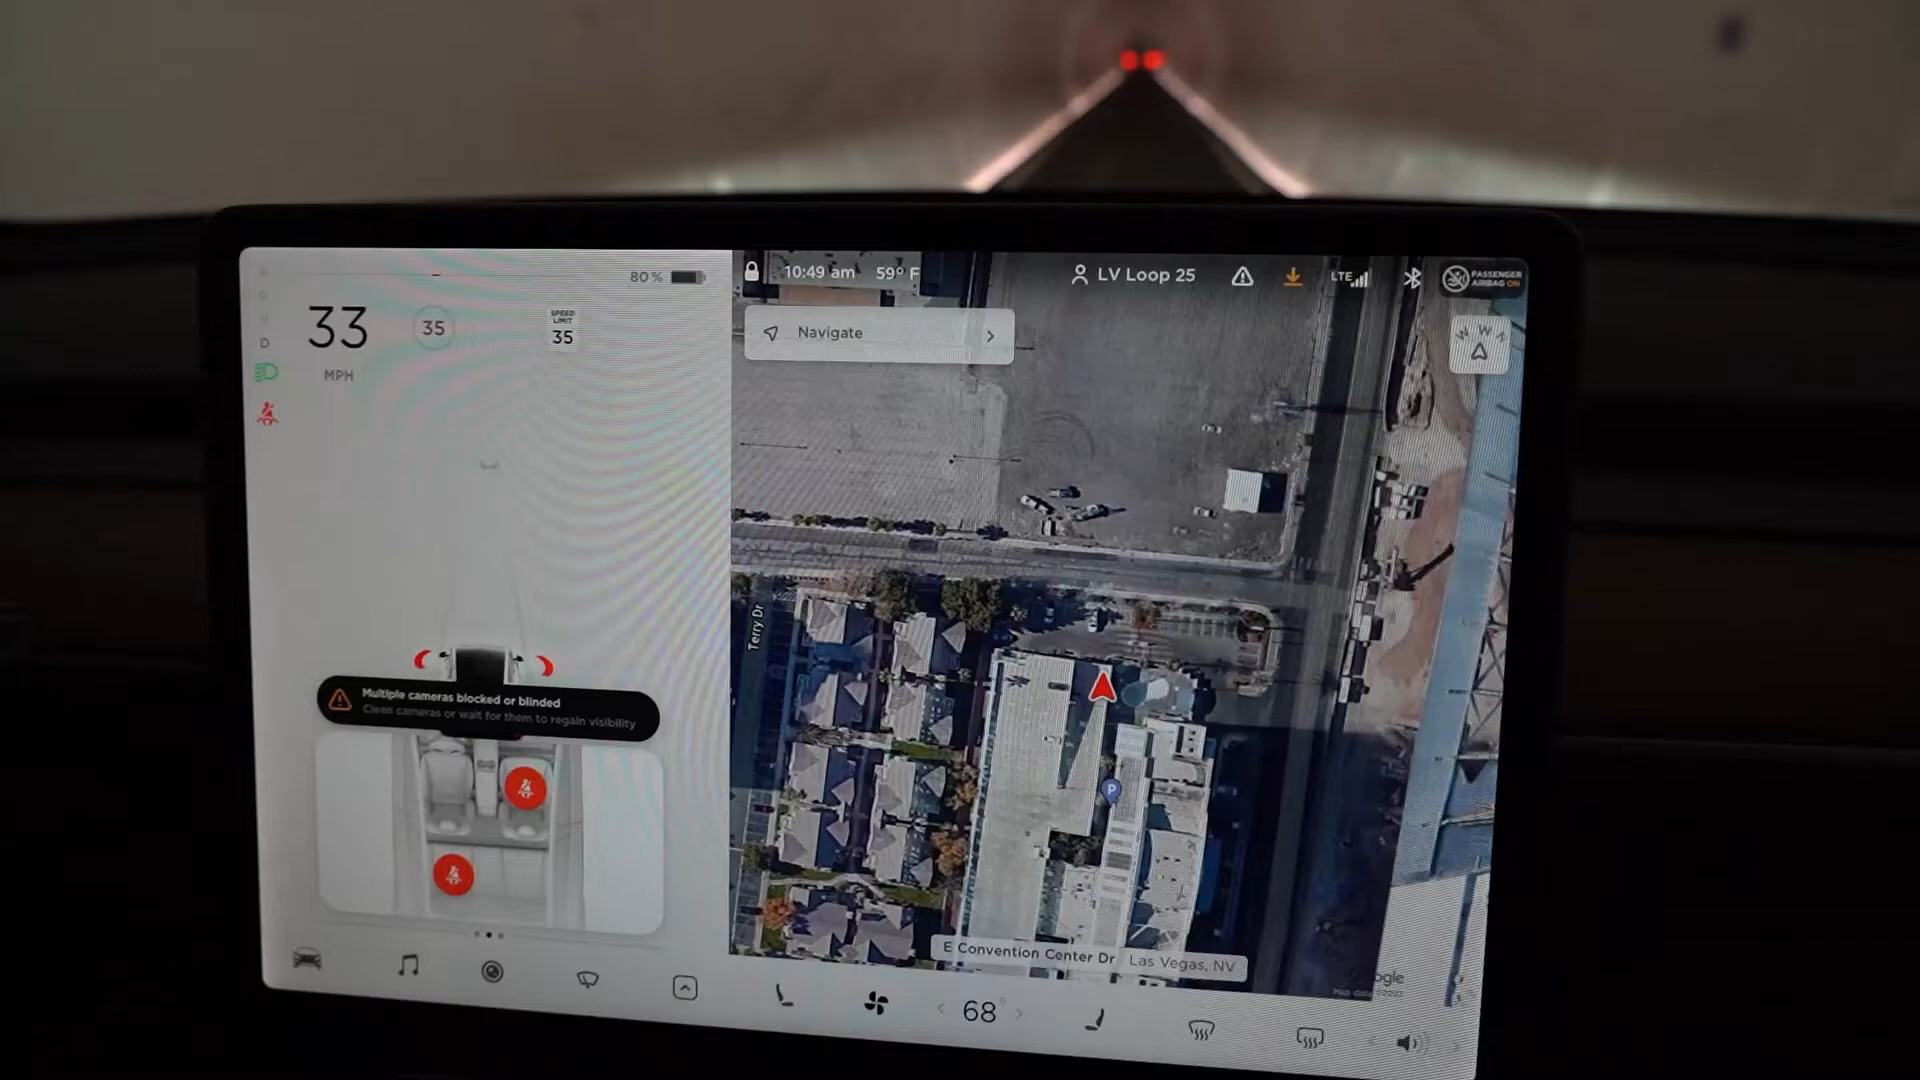 80%
33
MPH
35
SPEED
LIMIT
35
D
10:49 am 59° F
LV Loop 25
LTE
PASSENGER
AIRBAG ON
Navigate
W
Terry Dr
Multiple cameras blocked or blinded
Clean cameras or wait for them to regain visibility
P
E Convention Center Dr Las Vegas, NV
ogle
68°